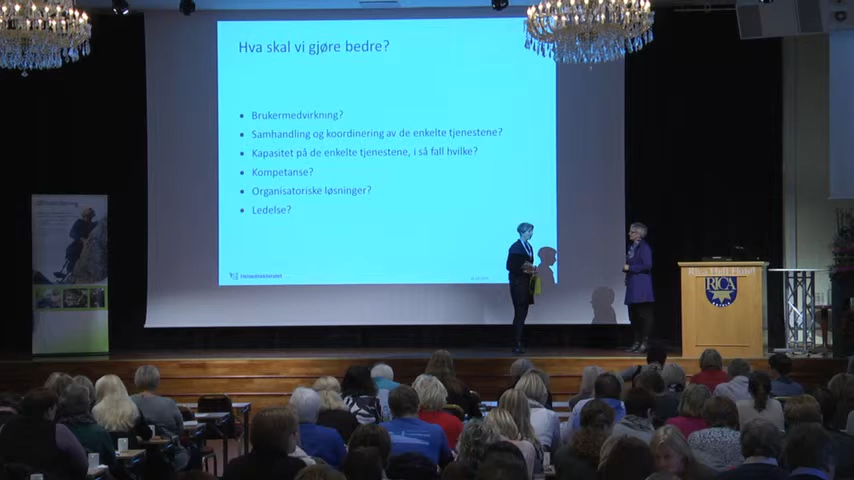 Hva skal vi gjøre bedre?
• Brukermedvirkning?
• Samhandling og koordinering av de enkelte tjenestene?
• Kapasitet på de enkelte tjenestene, i så fall hvilke?
• Kompetanse?
• Organisatoriske løsninger?
• Ledelse?
Helsedirektoratet
RICA